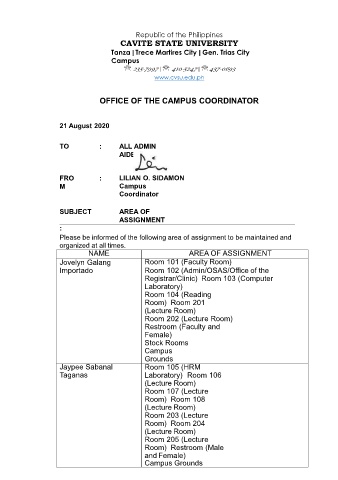 Republic of the Philippines
CAVITE STATE UNIVERSITY
Tanza | Trece Martires City | Gen. Trias City
Campus
☏ 235-7997 | ☏ 410-5247 | ☏ 437-0693
www.cvsu.edu.ph
OFFICE OF THE CAMPUS COORDINATOR
21 August 2020
TO : ALL ADMIN
AIDE
FRO : LILIAN O. SIDAMON
M Campus
Coordinator
SUBJECT AREA OF
ASSIGNMENT
:
Please be informed of the following area of assignment to be maintained and
organized at all times.
NAME AREA OF ASSIGNMENT
Jovelyn Galang Room 101 (Faculty Room)
Importado Room 102 (Admin/OSAS/Office of the
Registrar/Clinic) Room 103 (Computer
Laboratory)
Room 104 (Reading
Room) Room 201
(Lecture Room)
Room 202 (Lecture Room)
Restroom (Faculty and
Female)
Stock Rooms
Campus
Grounds
Jaypee Sabanal Room 105 (HRM
Taganas Laboratory) Room 106
(Lecture Room)
Room 107 (Lecture
Room) Room 108
(Lecture Room)
Room 203 (Lecture
Room) Room 204
(Lecture Room)
Room 205 (Lecture
Room) Restroom (Male
and Female)
Campus Grounds